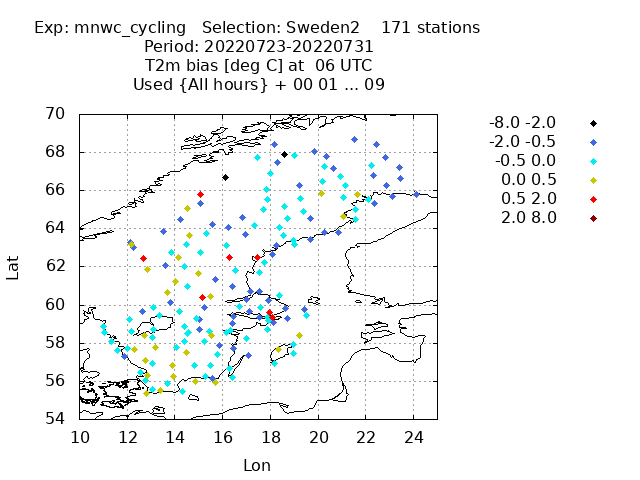 Exp: mnwc_cycling   Selection: Sweden2    171 stations
Period: 20220723-20220731
T2m bias [deg C] at  06 UTC
Used {All hours} + 00 01 ... 09
70
68
66
64
62
60
58
56
54
Lat
10 12 14 16 18 20 22 24
Lon
-8.0 -2.0
-2.0 -0.5
-0.5 0.0
0.0 0.5
0.5 2.0
2.0 8.0